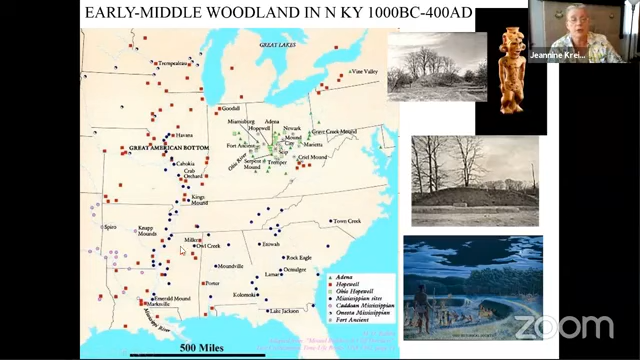 EARLY-MIDDLE WOODLAND IN N KY 1000BC-400AD
Jeannine Krei...
GREAT LAKES
Trempealeau
Vine Valley
Goodall
Miamisburg
Adena
Hopewell
Newark
Mound City
Grave Creek Mound
Marietta
Fort Ancient
Seip
Serpent Mound
Tremper
Criel Mound
Ohio River
Havana
GREAT AMERICAN BOTTOM
Cahokia
Crab Orchard
Kings Mound
Spiro
Knapp Mounds
Miller
Owl Creek
Town Creek
Etowah
Rock Eagle
Moundville
Ocmulgee
Lamar
Porter
Kolomoki
Emerald Mound
Marksville
Lake Jackson
Mississippi River
Adena
Hopewell
Ohio Hopewell
Mississippian sites
Caddoan Mississippian
Oneota Mississippian
Fort Ancient
500 Miles
zoom